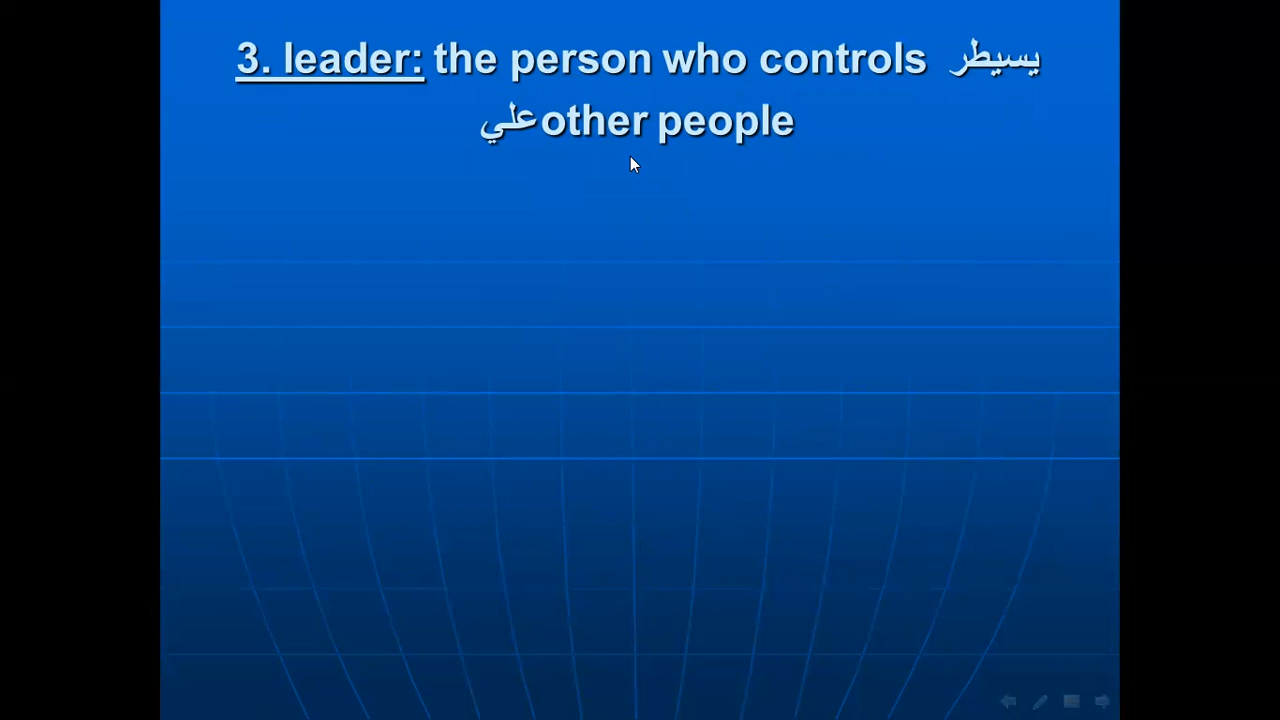 3. leader: the person who controls يسيطر
علي other people